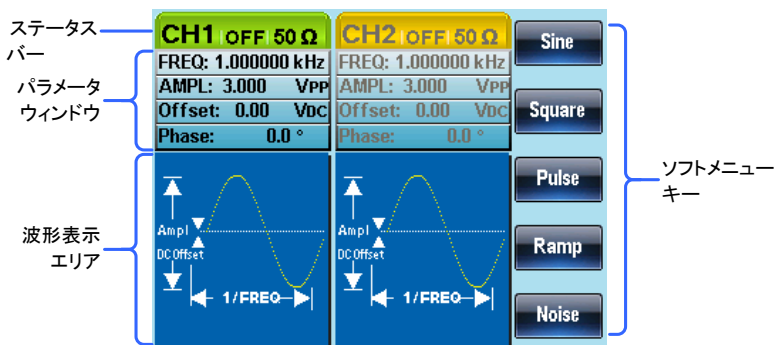 ステータス
バー
パラメータ
ウィンドウ
波形表示
エリア
CH1 OFF 50 Ω
FREQ: 1.000000 kHz
AMPL: 3.000 VPP
Offset: 0.00 VDC
Phase: 0.0 °
Ampl
DC Offset
1/FREQ
CH2 OFF 50 Ω
FREQ: 1.000000 kHz
AMPL: 3.000 VPP
Offset: 0.00 VDC
Phase: 0.0 °
Ampl
DC Offset
1/FREQ
Sine
Square
Pulse
Ramp
Noise
ソフトメニュー
キー